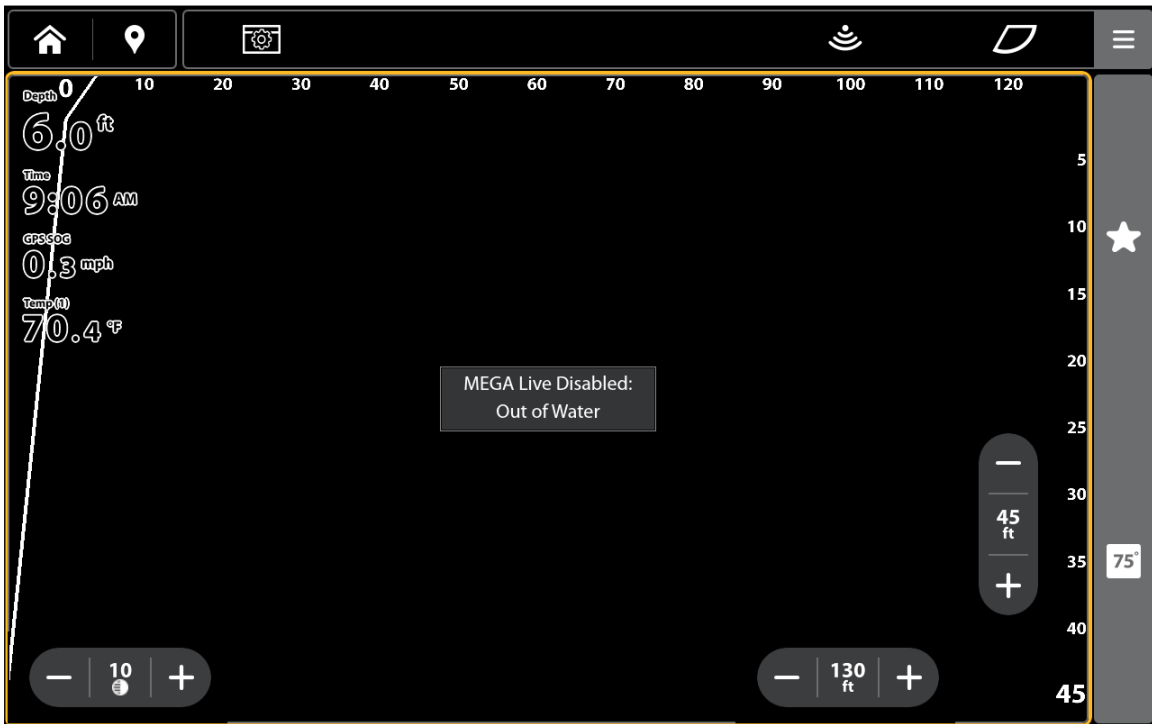 0 10 20 30 40 50 60 70 80 90 100 110 120
Depth
6.0 ft
Time
9:06 AM
GPS SOG
0.3 mph
Temp (1)
70.4 °F
5
10
15
20
25
30
35
40
45
MEGA Live Disabled:
Out of Water
45
ft
75°
10
130
ft